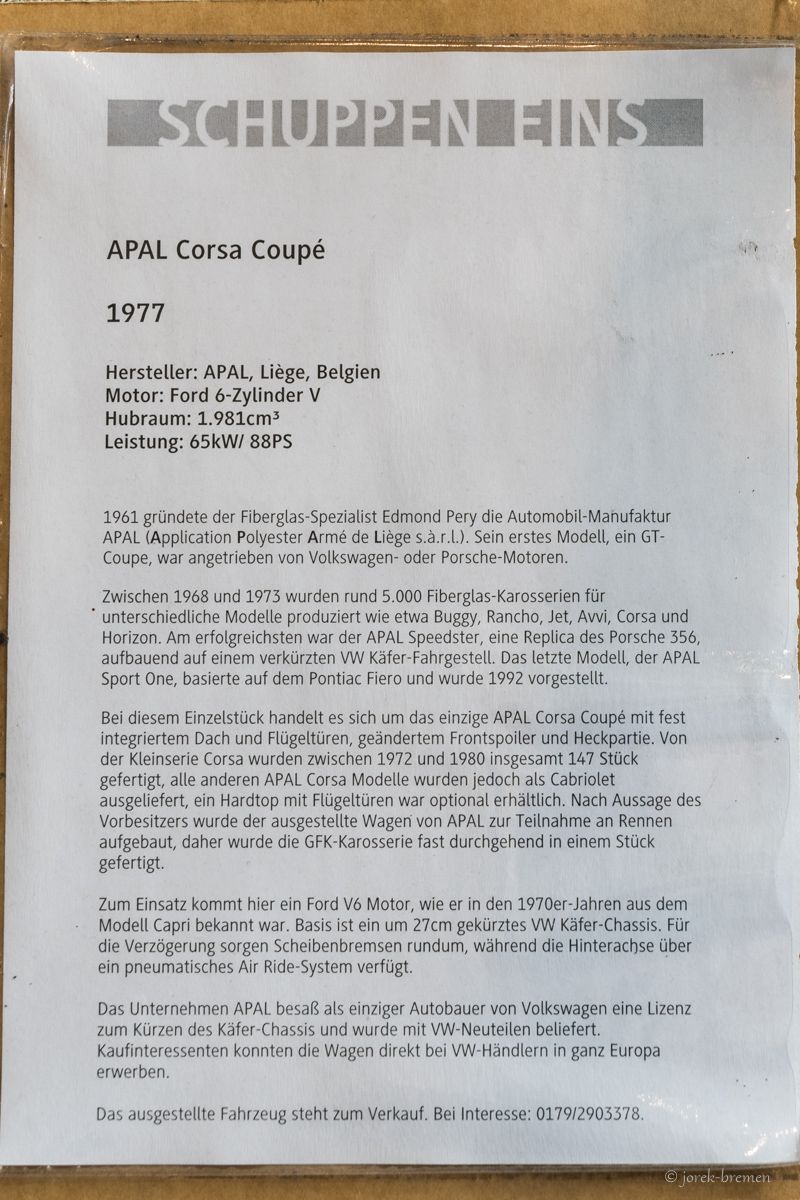 SCHUPPEN EINS
APAL Corsa Coupé
1977
Hersteller: APAL, Liège, Belgien
Motor: Ford 6-Zylinder V
Hubraum: 1.981cm³
Leistung: 65kW/ 88PS
1961 gründete der Fiberglas-Spezialist Edmond Pery die Automobil-Manufaktur
APAL (Application Polyester Armé de Liège s.à.r.l.). Sein erstes Modell, ein GT-
Coupe, war angetrieben von Volkswagen- oder Porsche-Motoren.
Zwischen 1968 und 1973 wurden rund 5.000 Fiberglas-Karosserien für
unterschiedliche Modelle produziert wie etwa Buggy, Rancho, Jet, Avvi, Corsa und
Horizon. Am erfolgreichsten war der APAL Speedster, eine Replica des Porsche 356,
aufbauend auf einem verkürzten VW Käfer-Fahrgestell. Das letzte Modell, der APAL
Sport One, basierte auf dem Pontiac Fiero und wurde 1992 vorgestellt.
Bei diesem Einzelstück handelt es sich um das einzige APAL Corsa Coupé mit fest
integriertem Dach und Flügeltüren, geändertem Frontspoiler und Heckpartie. Von
der Kleinserie Corsa wurden zwischen 1972 und 1980 insgesamt 147 Stück
gefertigt, alle anderen APAL Corsa Modelle wurden jedoch als Cabriolet
ausgeliefert, ein Hardtop mit Flügeltüren war optional erhältlich. Nach Aussage des
Vorbesitzers wurde der ausgestellte Wagen von APAL zur Teilnahme an Rennen
aufgebaut, daher wurde die GFK-Karosserie fast durchgehend in einem Stück
gefertigt.
Zum Einsatz kommt hier ein Ford V6 Motor, wie er in den 1970er-Jahren aus dem
Modell Capri bekannt war. Basis ist ein um 27cm gekürztes VW Käfer-Chassis. Für
die Verzögerung sorgen Scheibenbremsen rundum, während die Hinterachse über
ein pneumatisches Air Ride-System verfügt.
Das Unternehmen APAL besaß als einziger Autobauer von Volkswagen eine Lizenz
zum Kürzen des Käfer-Chassis und wurde mit VW-Neuteilen beliefert.
Kaufinteressenten konnten die Wagen direkt bei VW-Händlern in ganz Europa
erwerben.
Das ausgestellte Fahrzeug steht zum Verkauf. Bei Interesse: 0179/2903378.
© jorek-bremen